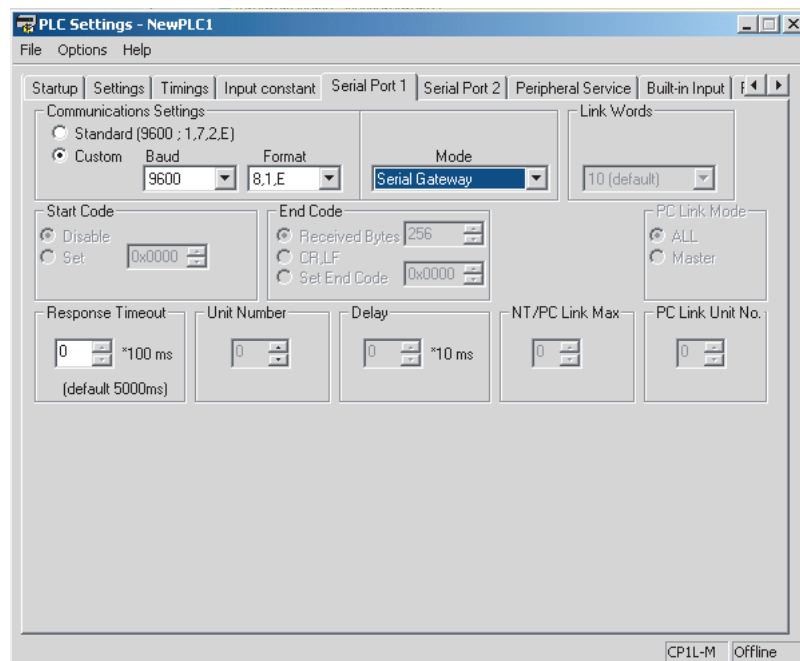 PLC Settings - NewPLC1
File Options Help
Startup Settings Timings Input constant Serial Port 1 Serial Port 2 Peripheral Service Built-in Input
Communications Settings Link Words
Standard (9600 ; 1,7,2,E)
Custom Baud Format Mode
9600 8,1,E Serial Gateway 10 (default)
Start Code End Code PC Link Mode
Disable Received Bytes 256 ALL
Set 0x0000 CR,LF Master
Set End Code 0x0000
Response Timeout Unit Number Delay NT/PC Link Max PC Link Unit No.
0 *100 ms 0 0 *10 ms 0 0
(default 5000ms)
CP1L-M Offline